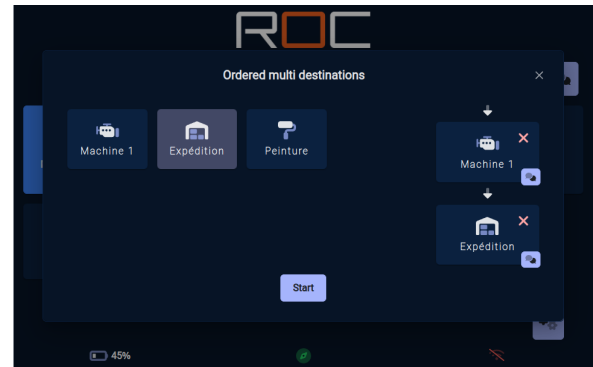 ROC
Ordered multi destinations
Machine 1
Expédition
Peinture
Machine 1
Expédition
Start
45%